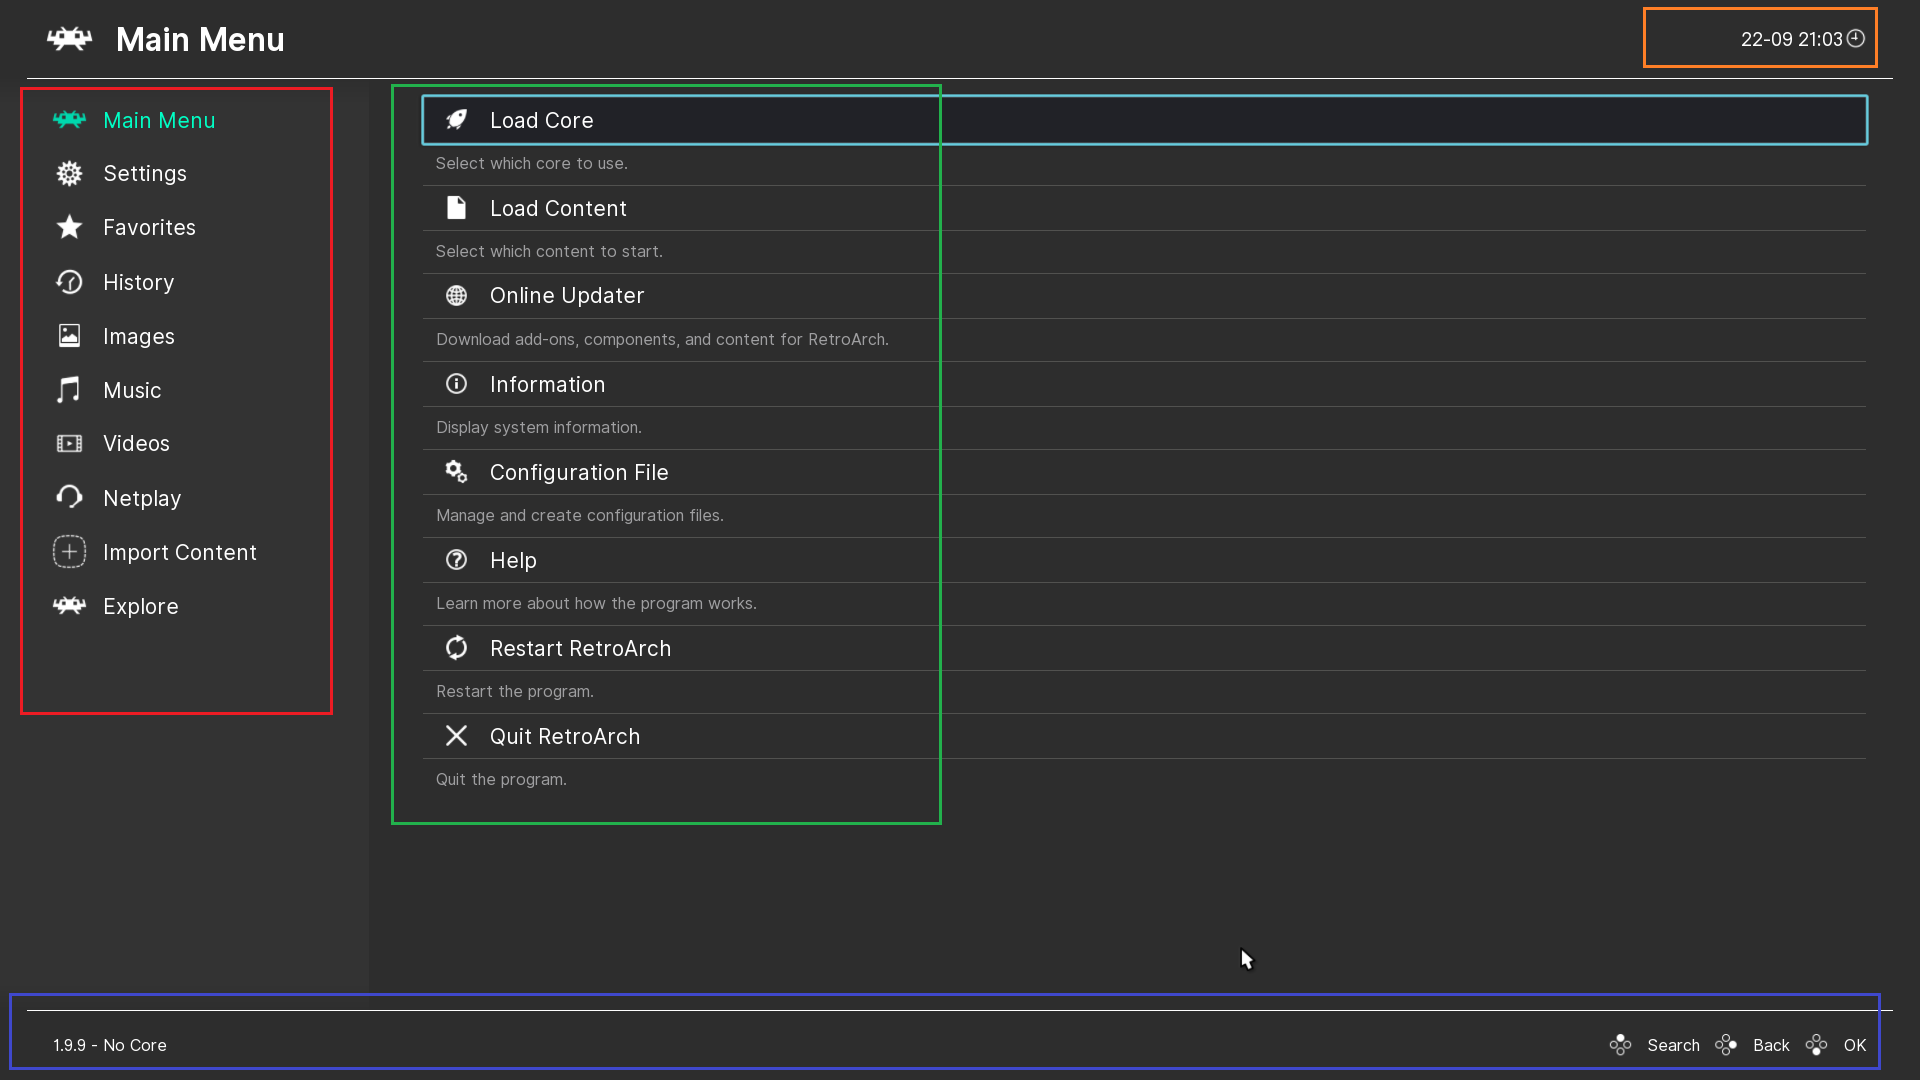 Main Menu
22-09 21:03
Main Menu
Settings
Favorites
History
Images
Music
Videos
Netplay
Import Content
Explore
Load Core
Select which core to use.
Load Content
Select which content to start.
Online Updater
Download add-ons, components, and content for RetroArch.
Information
Display system information.
Configuration File
Manage and create configuration files.
Help
Learn more about how the program works.
Restart RetroArch
Restart the program.
Quit RetroArch
Quit the program.
1.9.9 - No Core
Search Back OK